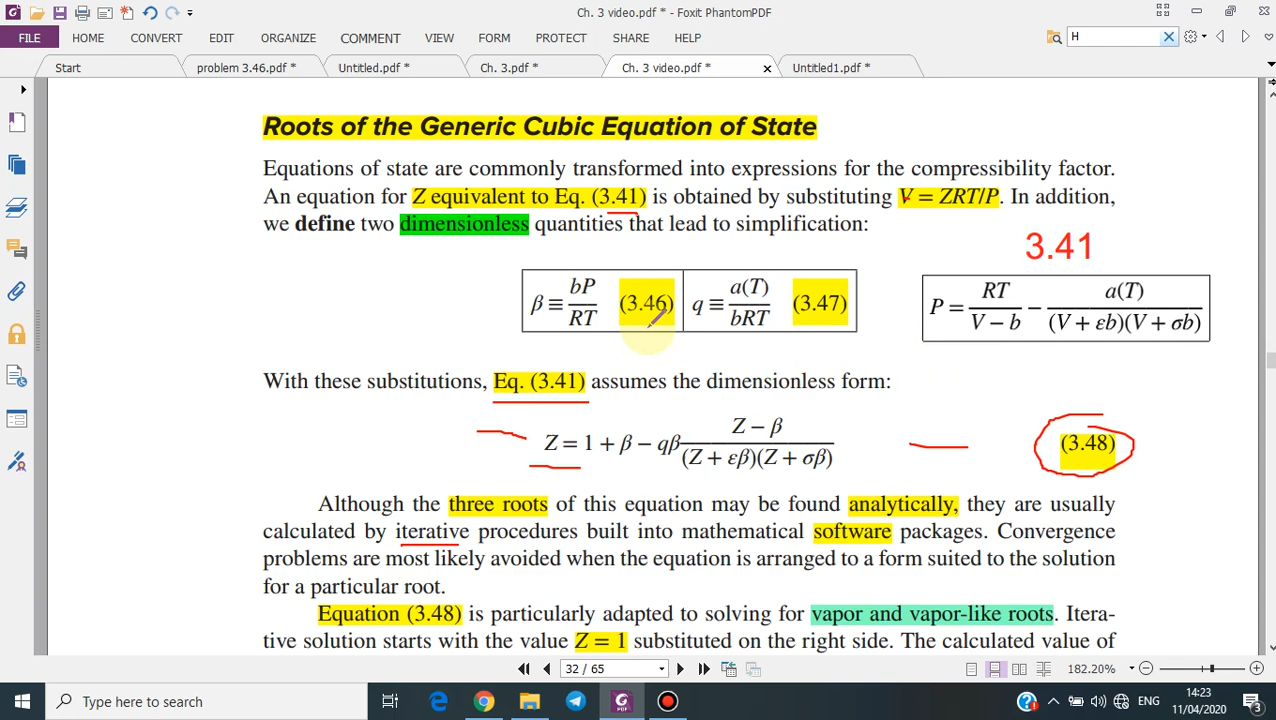 Ch. 3 video.pdf * - Foxit PhantomPDF
FILE HOME CONVERT EDIT ORGANIZE COMMENT VIEW FORM PROTECT SHARE HELP H
Start problem 3.46.pdf * Untitled.pdf * Ch. 3.pdf * Ch. 3 video.pdf * Untitled1.pdf *
Roots of the Generic Cubic Equation of State
Equations of state are commonly transformed into expressions for the compressibility factor.
An equation for Z equivalent to Eq. (3.41) is obtained by substituting V = ZRT/P. In addition,
we define two dimensionless quantities that lead to simplification:
3.41
β ≡ bP/RT (3.46) q ≡ a(T)/bRT (3.47)
P = RT/(V − b) − a(T)/((V + εb)(V + σb))
With these substitutions, Eq. (3.41) assumes the dimensionless form:
Z = 1 + β − qβ (Z − β)/((Z + εβ)(Z + σβ)) (3.48)
Although the three roots of this equation may be found analytically, they are usually
calculated by iterative procedures built into mathematical software packages. Convergence
problems are most likely avoided when the equation is arranged to a form suited to the solution
for a particular root.
Equation (3.48) is particularly adapted to solving for vapor and vapor-like roots. Itera-
tive solution starts with the value Z = 1 substituted on the right side. The calculated value of
32 / 65 182.20%
Type here to search
ENG
14:23
11/04/2020
3